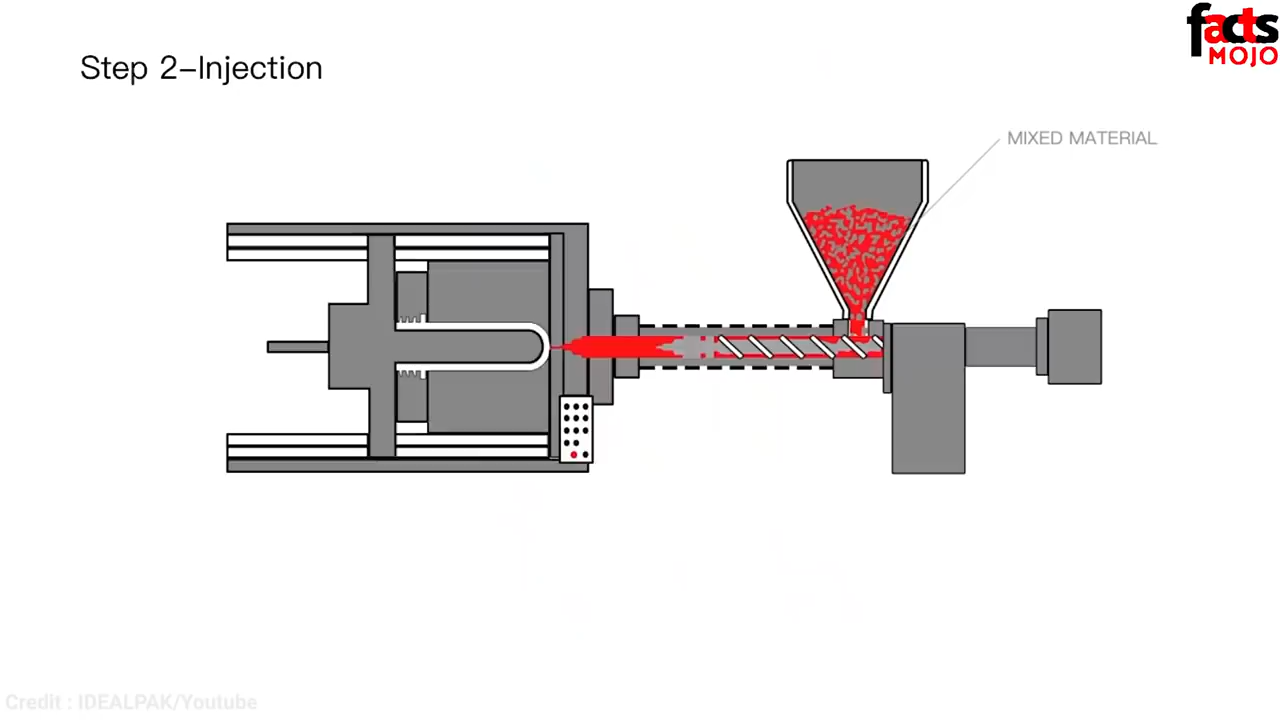 facts
MOJO
Step 2-Injection
MIXED MATERIAL
Credit : IDEALPAK/Youtube